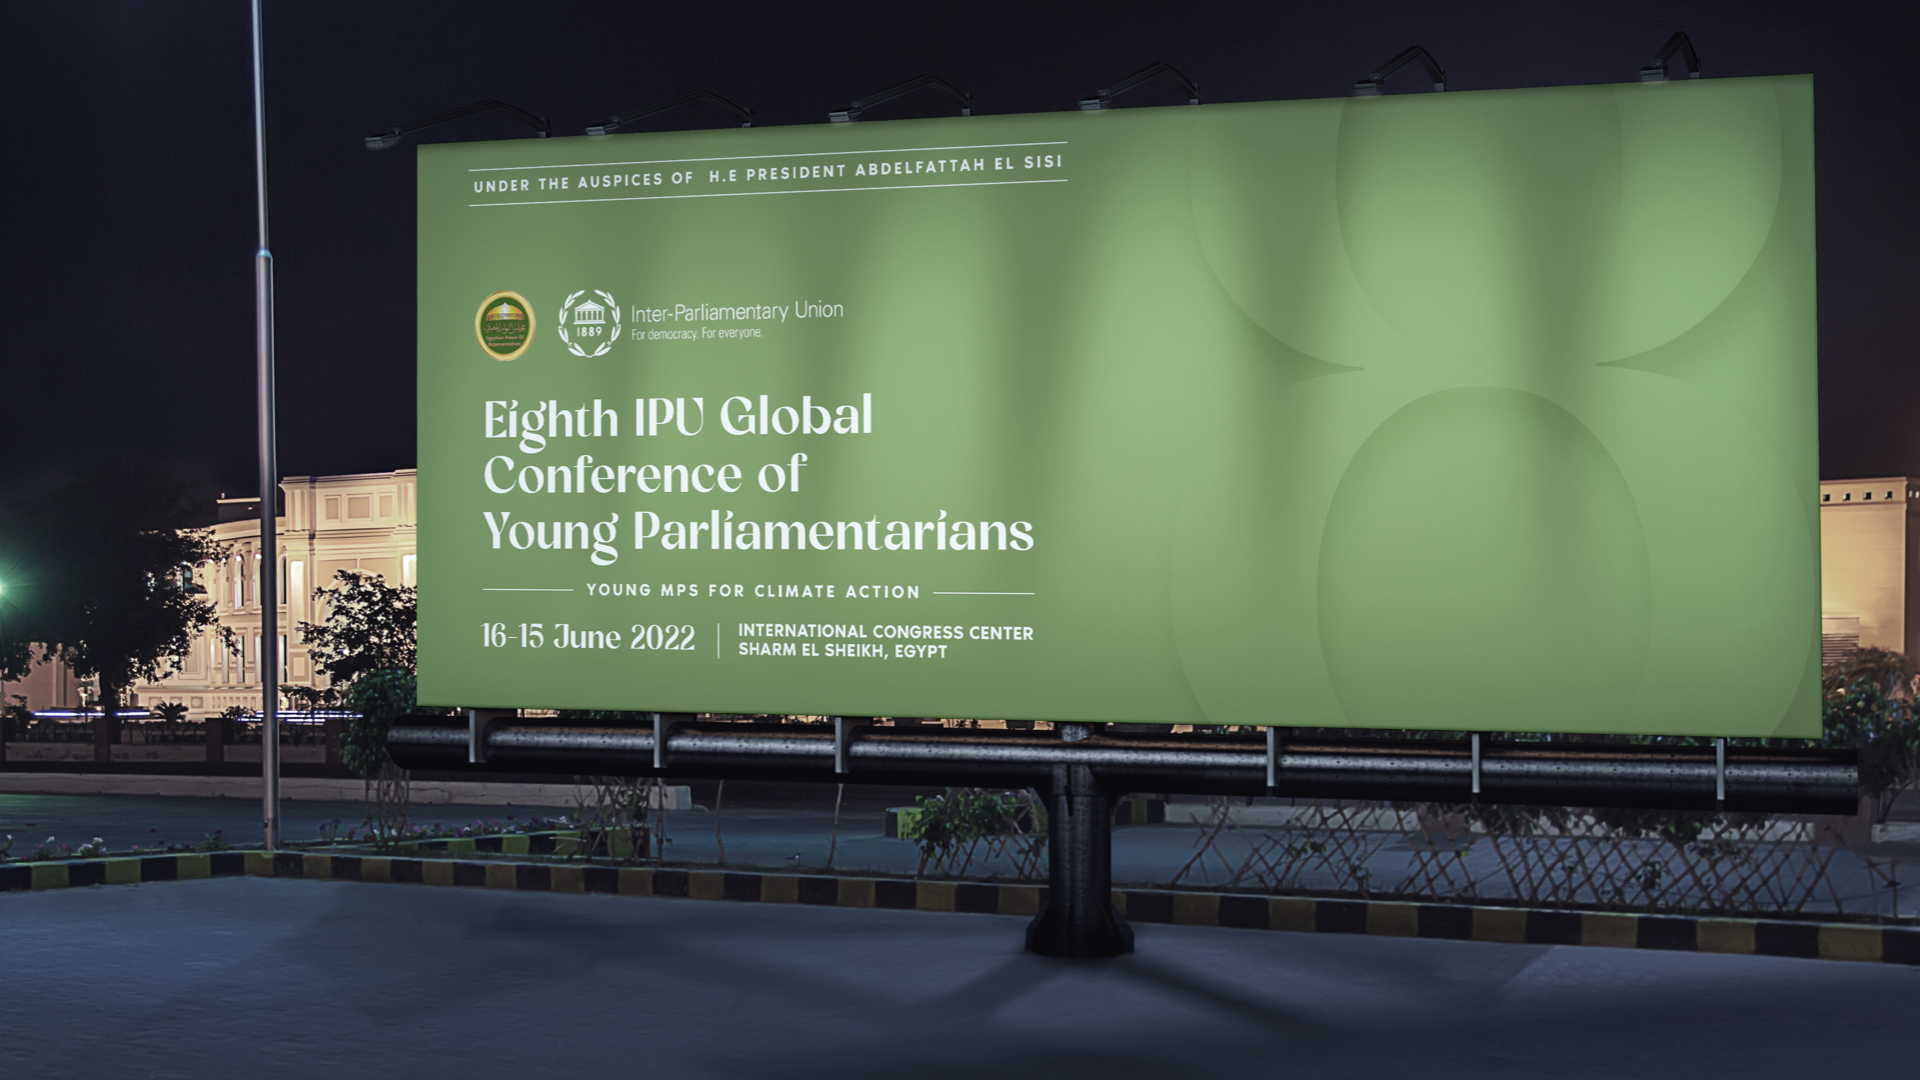 UNDER THE AUSPICES OF H.E PRESIDENT ABDELFATTAH EL SISI
1889
Inter-Parliamentary Union
For democracy. For everyone.
Eighth IPU Global
Conference of
Young Parliamentarians
YOUNG MPS FOR CLIMATE ACTION
16-15 June 2022
INTERNATIONAL CONGRESS CENTER
SHARM EL SHEIKH, EGYPT